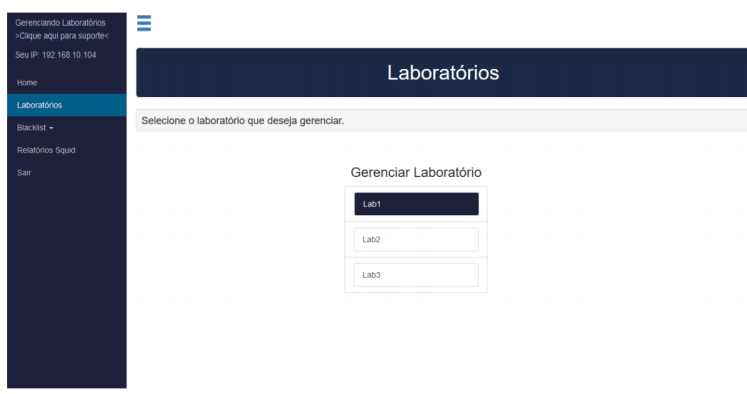 Gerenciando Laboratórios
>Clique aqui para suporte<
Seu IP: 192.168.10.104
Home
Laboratórios
Blacklist
Relatórios Squid
Sair
Laboratórios
Selecione o laboratório que deseja gerenciar.
Gerenciar Laboratório
Lab1
Lab2
Lab3